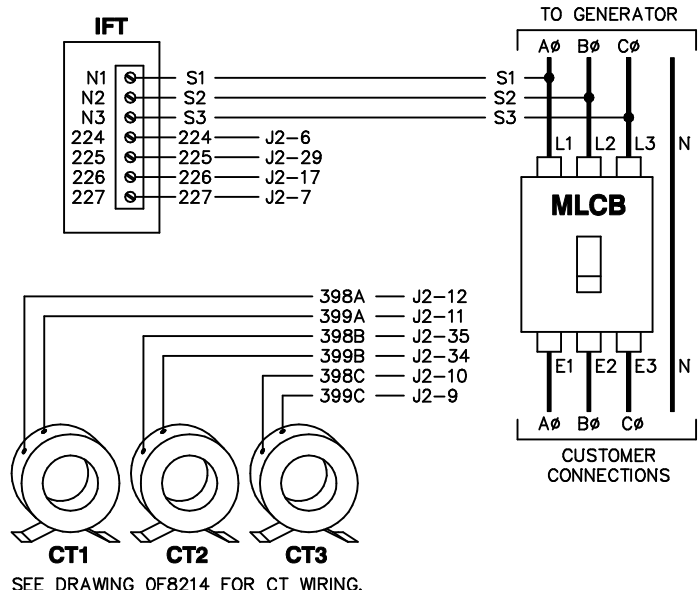 TO GENERATOR
AØ BØ CØ
IFT
N1 S1 S1
N2 S2 S2
N3 S3 S3
224 224 J2-6
225 225 J2-29
226 226 J2-17
227 227 J2-7
L1 L2 L3 N
MLCB
398A J2-12
399A J2-11
398B J2-35
399B J2-34
398C J2-10
399C J2-9
E1 E2 E3 N
AØ BØ CØ
CUSTOMER
CONNECTIONS
CT1 CT2 CT3
SEE DRAWING 0F8214 FOR CT WIRING.